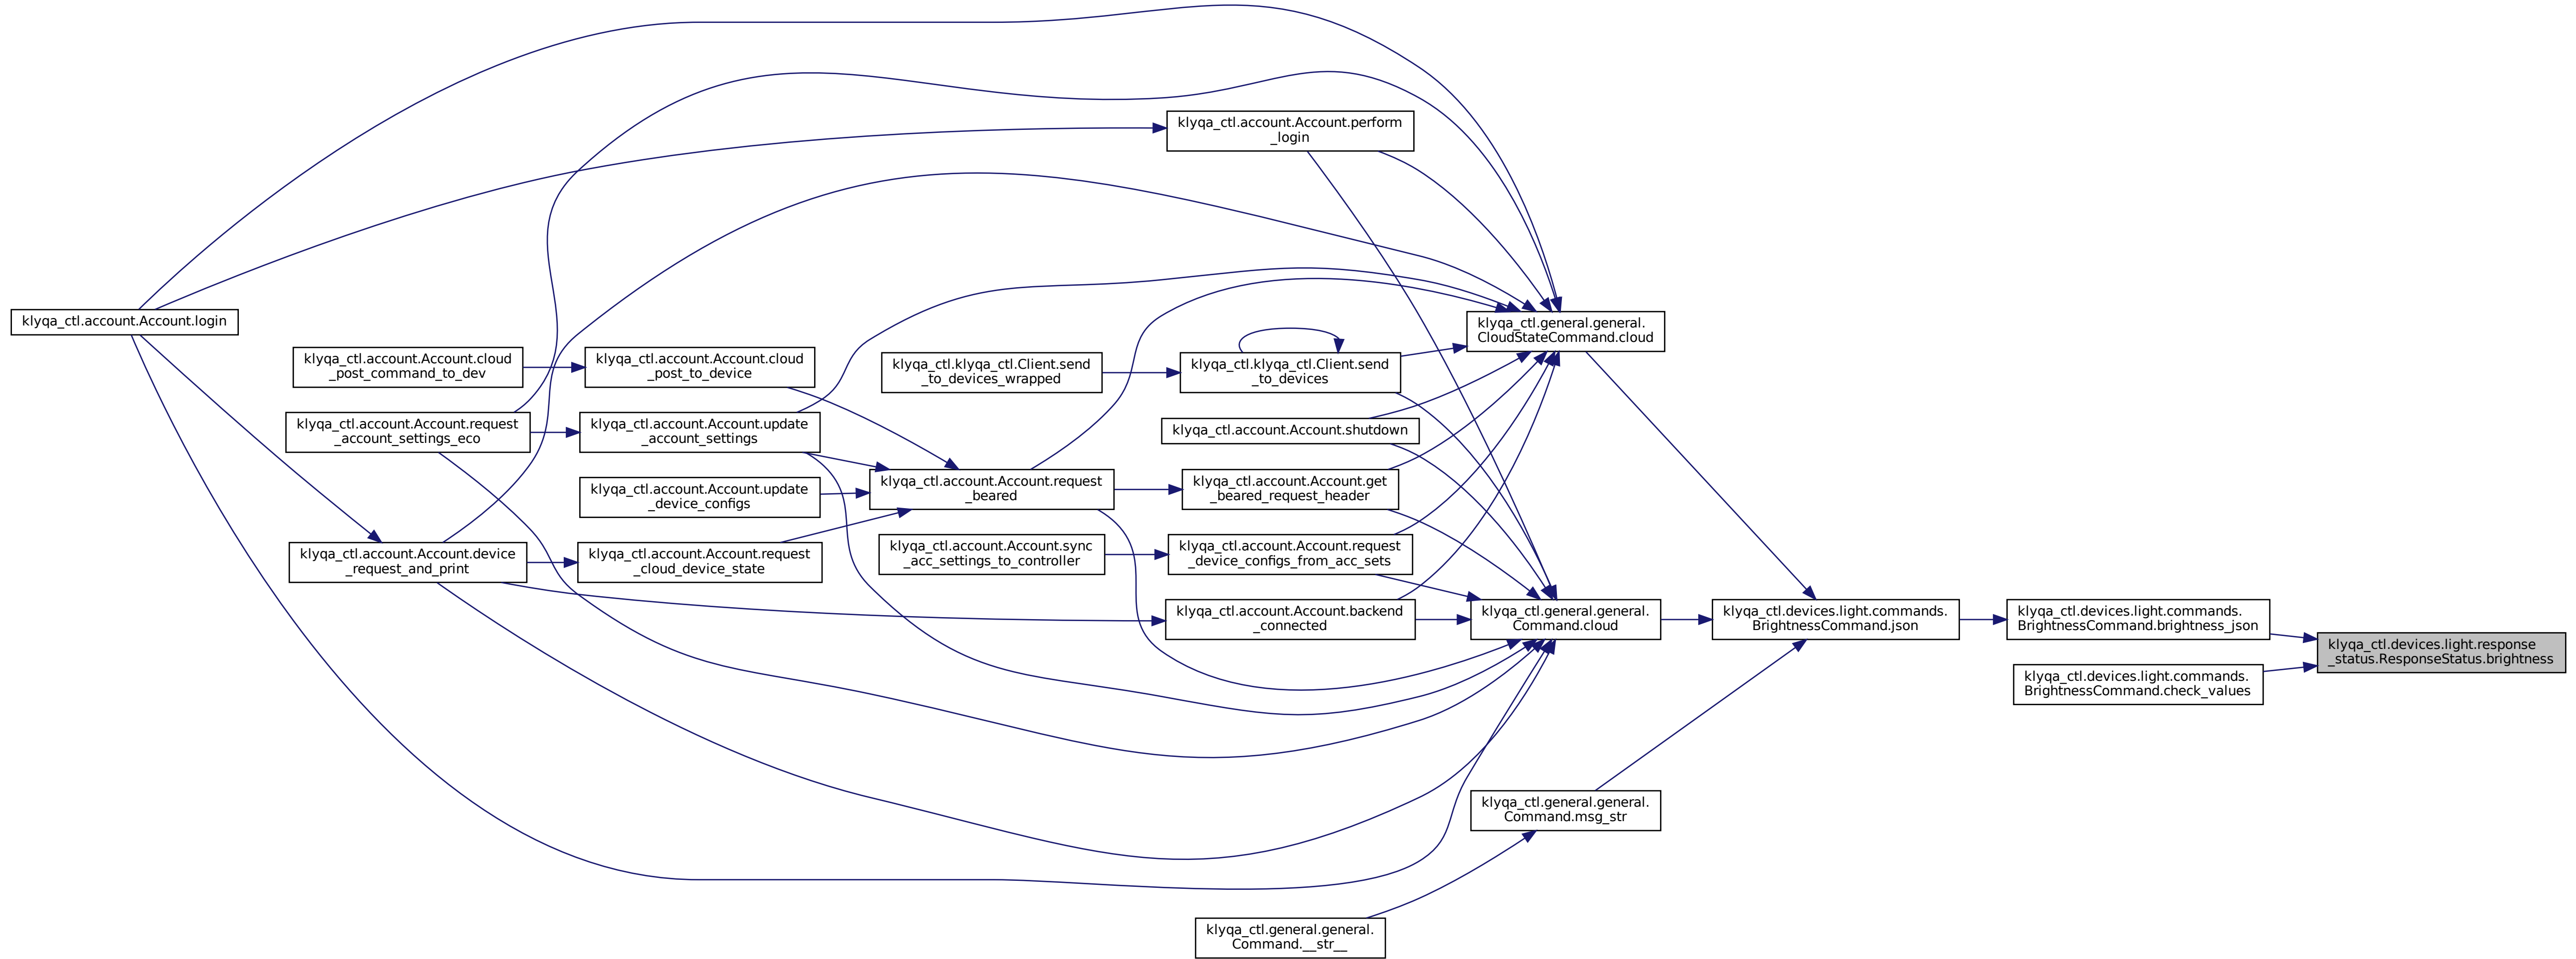 klyqa_ctl.account.Account.perform
_login
klyqa_ctl.account.Account.login
klyqa_ctl.general.general.
CloudStateCommand.cloud
klyqa_ctl.account.Account.cloud
_post_command_to_dev
klyqa_ctl.account.Account.cloud
_post_to_device
klyqa_ctl.klyqa_ctl.Client.send
_to_devices_wrapped
klyqa_ctl.klyqa_ctl.Client.send
_to_devices
klyqa_ctl.account.Account.request
_account_settings_eco
klyqa_ctl.account.Account.update
_account_settings
klyqa_ctl.account.Account.shutdown
klyqa_ctl.account.Account.update
_device_configs
klyqa_ctl.account.Account.request
_beared
klyqa_ctl.account.Account.get
_beared_request_header
klyqa_ctl.account.Account.device
_request_and_print
klyqa_ctl.account.Account.request
_cloud_device_state
klyqa_ctl.account.Account.sync
_acc_settings_to_controller
klyqa_ctl.account.Account.request
_device_configs_from_acc_sets
klyqa_ctl.account.Account.backend
_connected
klyqa_ctl.general.general.
Command.cloud
klyqa_ctl.devices.light.commands.
BrightnessCommand.json
klyqa_ctl.devices.light.commands.
BrightnessCommand.brightness_json
klyqa_ctl.devices.light.response
_status.ResponseStatus.brightness
klyqa_ctl.devices.light.commands.
BrightnessCommand.check_values
klyqa_ctl.general.general.
Command.msg_str
klyqa_ctl.general.general.
Command.__str__